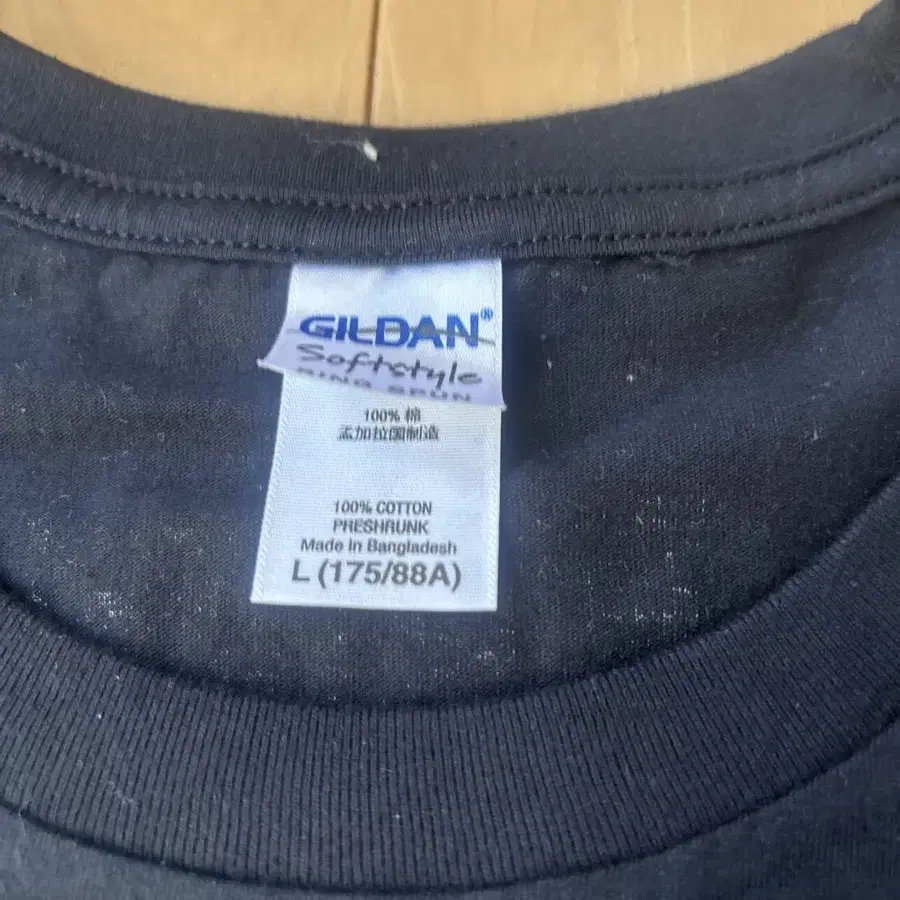 GILDAN®
Softstyle
RING SPUN
100% 棉
孟加拉国制造
100% COTTON
PRESHRUNK
Made in Bangladesh
L (175/88A)